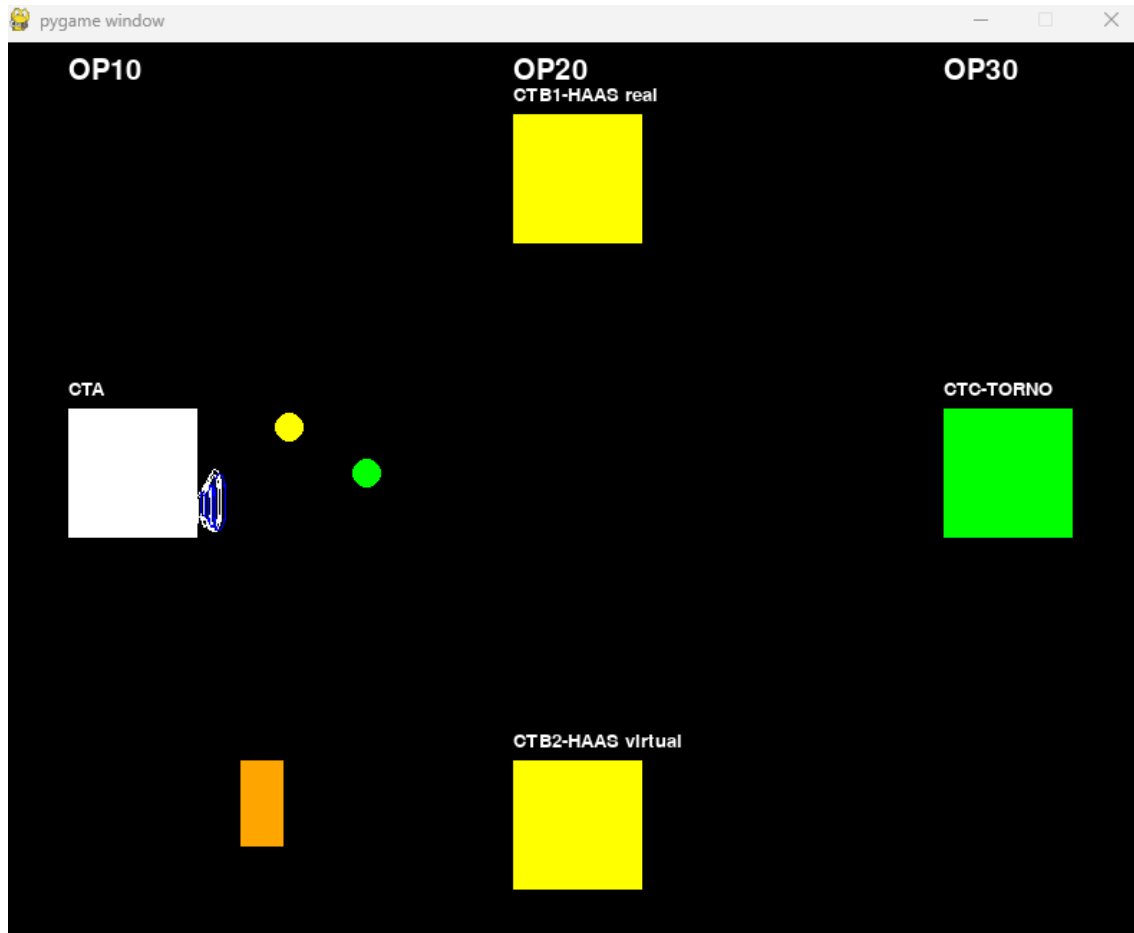 pygame window
OP10
OP20
OP30
CTB1-HAAS real
CTA
CTC-TORNO
CTB2-HAAS virtual